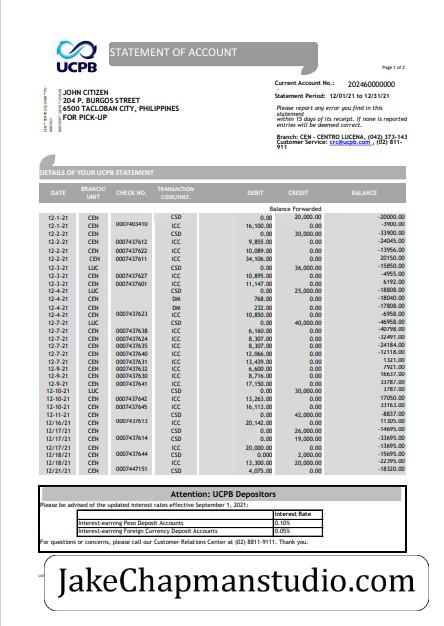 STATEMENT OF ACCOUNT
UCPB
Page 1 of 2
JOHN CITIZEN
204 P. BURGOS STREET
6500 TACLOBAN CITY, PHILIPPINES
FOR PICK-UP
Current Account No.: 202460000000
Statement Period: 12/01/21 to 12/31/21
Please report any error you find in this
statement
within 15 days of its receipt. If none is reported
entries will be deemed correct.
Branch: CEN - CENTRO LUCENA, (042) 373-143
Customer Service: crc@ucpb.com , (02) 811-
911
DETAILS OF YOUR UCPB STATEMENT
DATE BRANCH/UNIT CHECK NO. TRANSACTION CODE/INST. DEBIT CREDIT BALANCE
Balance Forwarded
12-1-21 CEN CSD 0.00 20,000.00 -20000.00
12-1-21 CEN 0007403410 ICC 16,100.00 0.00 -3900.00
12-2-21 CEN CSD 0.00 30,000.00 -33900.00
12-2-21 CEN 0007437612 ICC 9,855.00 0.00 -24045.00
12-2-21 CEN 0007437622 ICC 10,089.00 0.00 -13956.00
12-2-21 CEN 0007437611 ICC 34,106.00 0.00 20150.00
12-3-21 LUC CSD 0.00 36,000.00 -15850.00
12-3-21 CEN 0007437627 ICC 10,895.00 0.00 -4955.00
12-3-21 CEN 0007437601 ICC 11,147.00 0.00 6192.00
12-4-21 LUC CSD 0.00 25,000.00 -18808.00
12-4-21 CEN DM 768.00 0.00 -18040.00
12-4-21 CEN DM 232.00 0.00 -17808.00
12-4-21 CEN 0007437623 ICC 10,850.00 0.00 -6958.00
12-7-21 LUC CSD 0.00 40,000.00 -46958.00
12-7-21 CEN 0007437638 ICC 6,160.00 0.00 -40798.00
12-7-21 CEN 0007437624 ICC 8,307.00 0.00 -32491.00
12-7-21 CEN 0007437635 ICC 8,307.00 0.00 -24184.00
12-7-21 CEN 0007437640 ICC 12,066.00 0.00 -12118.00
12-7-21 CEN 0007437631 ICC 13,439.00 0.00 1321.00
12-9-21 CEN 0007437632 ICC 6,600.00 0.00 7921.00
12-9-21 CEN 0007437630 ICC 8,716.00 0.00 16637.00
12-9-21 CEN 0007437641 ICC 17,150.00 0.00 33787.00
12-10-21 LUC CSD 0.00 30,000.00 3787.00
12-10-21 CEN 0007437642 ICC 13,263.00 0.00 17050.00
12-10-21 CEN 0007437645 ICC 16,113.00 0.00 33163.00
12-11-21 CEN CSD 0.00 42,000.00 -8837.00
12/16/21 CEN 0007437613 ICC 20,142.00 0.00 11305.00
12/17/21 CEN CSD 0.00 26,000.00 -14695.00
12/17/21 CEN 0007437614 CSD 0.00 19,000.00 -33695.00
12/17/21 CEN ICC 20,000.00 0.00 -13695.00
12/18/21 CEN 0007437644 CSD 0.000 2,000.00 -15695.00
12/18/21 CEN ICC 13,300.00 20,000.00 -22395.00
12/21/21 CEN 0007447151 CSD 4,075.00 0.00 -18320.00
Attention: UCPB Depositors
Please be advised of the updated interest rates effective September 1, 2021:
Interest Rate
Interest-earning Peso Deposit Accounts 0.10%
Interest-earning Foreign Currency Deposit Accounts 0.05%
For questions or concerns, please call our Customer Relations Center at (02) 8811-9111. Thank you.
JakeChapmanstudio.com